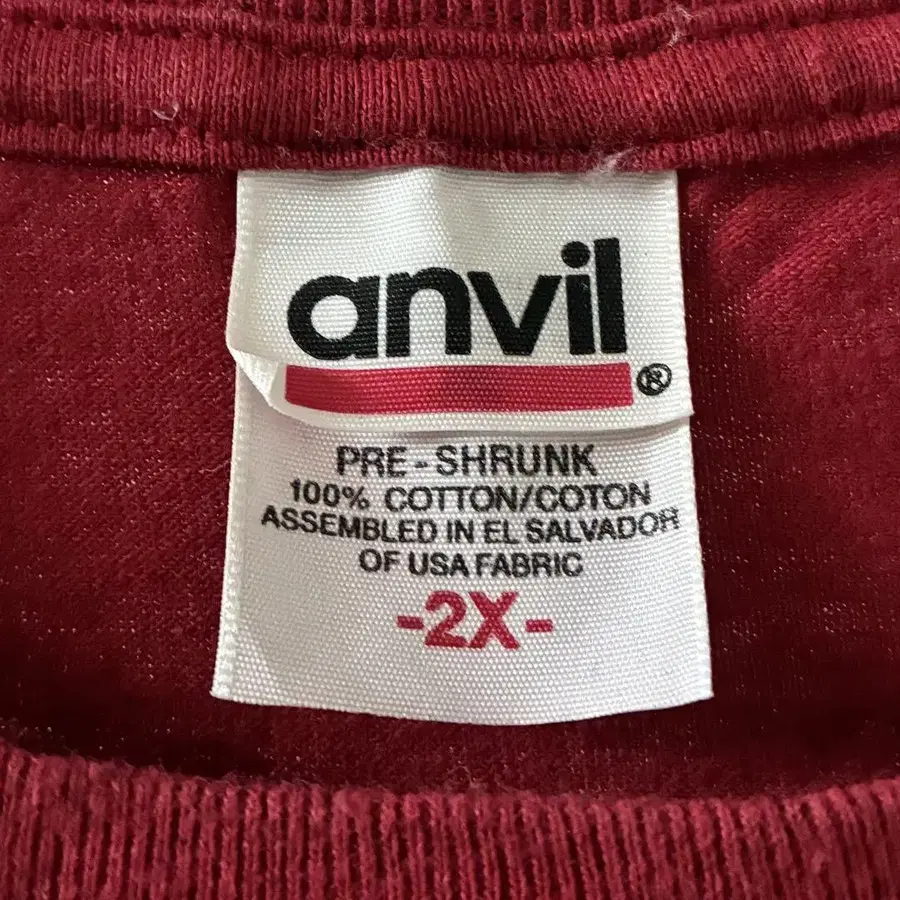 anvil®
PRE-SHRUNK
100% COTTON/COTON
ASSEMBLED IN EL SALVADOR
OF USA FABRIC
-2X-